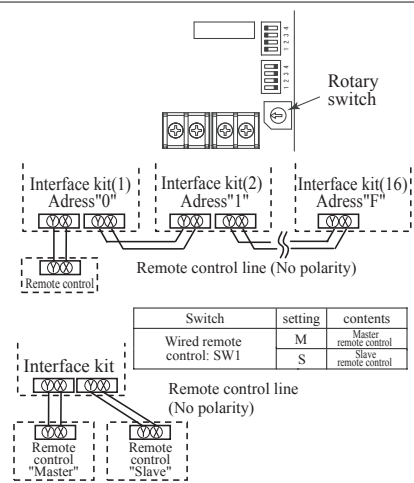 1 2 3 4
1 2 3 4
Rotary
switch
Interface kit(1)
Adress"0"
Interface kit(2)
Adress"1"
Interface kit(16)
Adress"F"
X Y
X Y
X Y
X Y
X Y
X Y
Remote control
Remote control line (No polarity)
Switch setting contents
Wired remote
control: SW1
M Master
remote control
S Slave
remote control
Interface kit
X Y
X Y
Remote control line
(No polarity)
X Y
X Y
Remote
control
"Master"
Remote
control
"Slave"